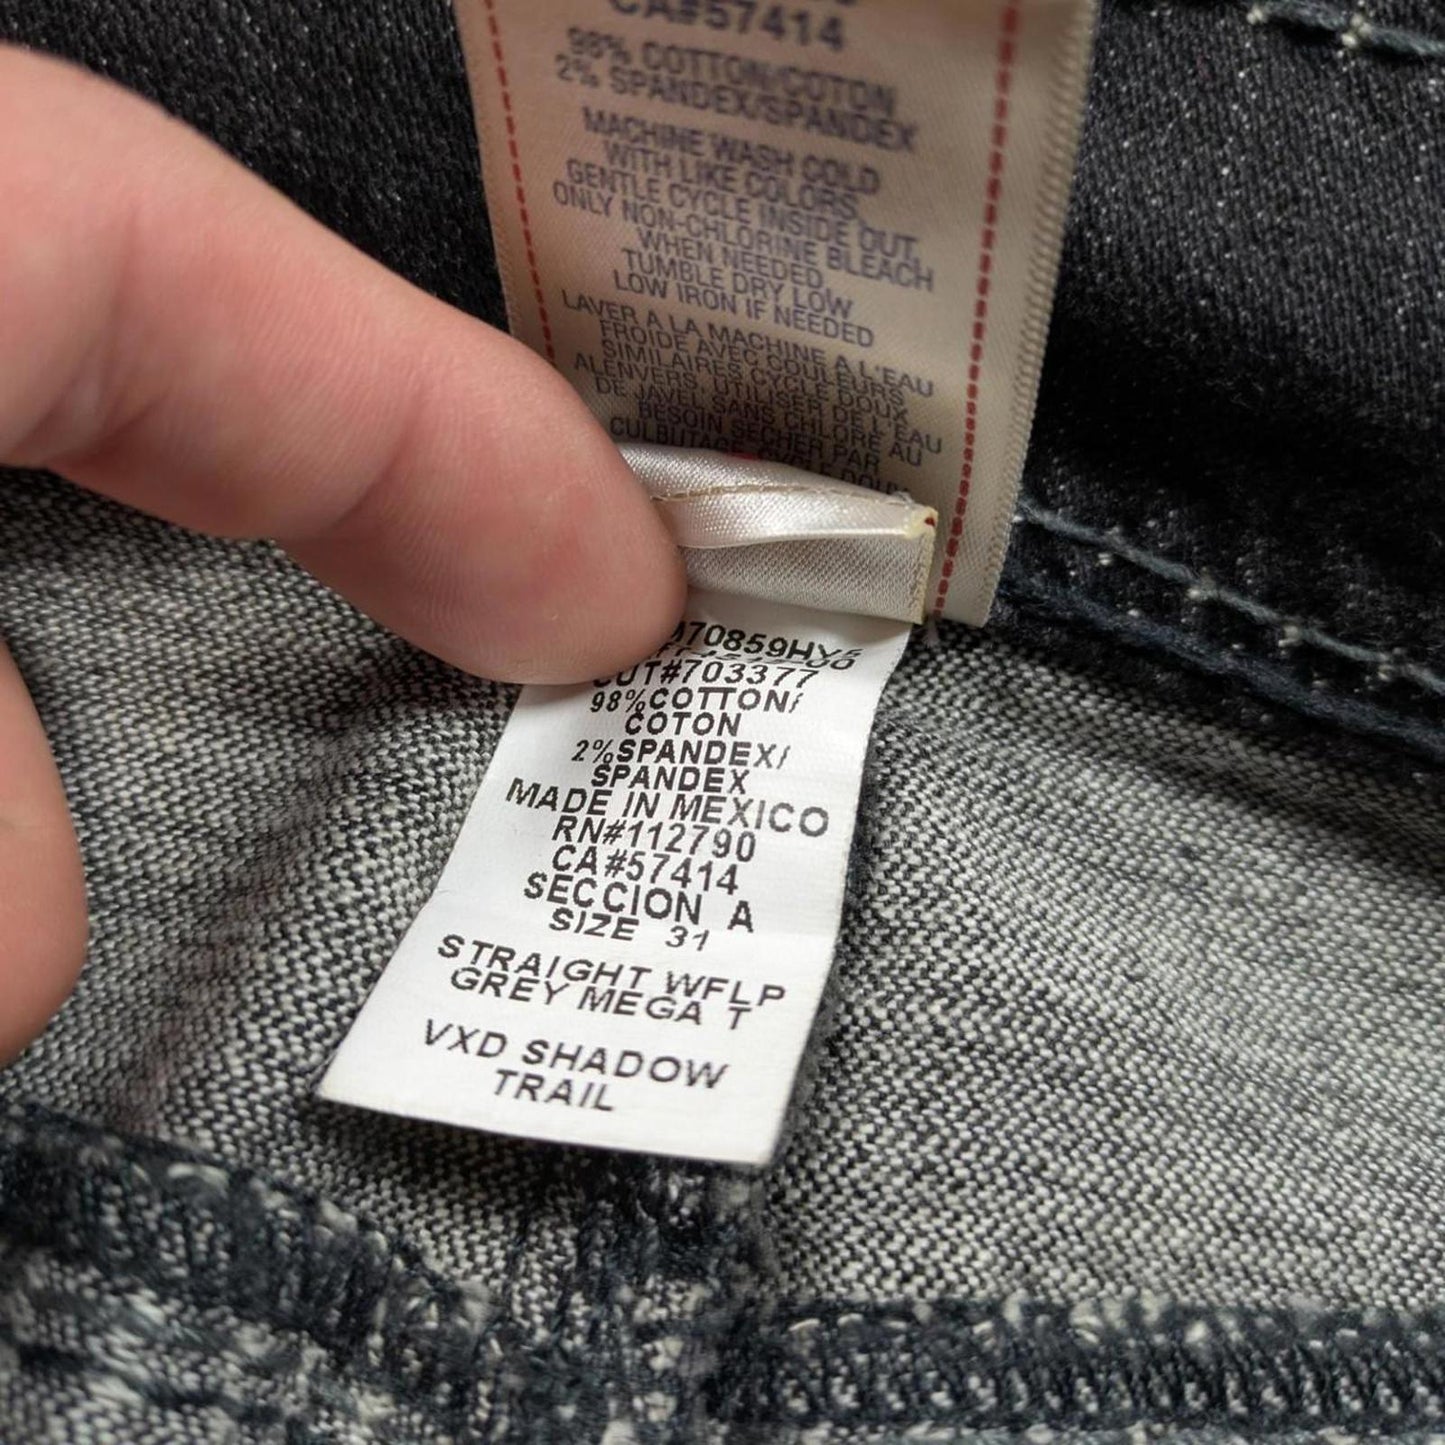 CA#57414
98% COTTON/COTON
2% SPANDEX/SPANDEX
MACHINE WASH COLD
WITH LIKE COLORS,
GENTLE CYCLE INSIDE OUT,
ONLY NON-CHLORINE BLEACH
WHEN NEEDED,
TUMBLE DRY LOW
LOW IRON IF NEEDED
LAVER A LA MACHINE A L'EAU
FROIDE AVEC COULEURS
SIMILAIRES CYCLE DOUX
ALENVERS, UTILISER DE L'EAU
DE JAVEL SANS CHLORE AU
BESOIN SECHER PAR
CULBUTAGE
DOUX
70859HV5
CUT#703377
98%COTTON/
COTON
2%SPANDEX/
SPANDEX
MADE IN MEXICO
RN#112790
CA#57414
SECCION A
SIZE 31
STRAIGHT WFLP
GREY MEGA T
VXD SHADOW
TRAIL